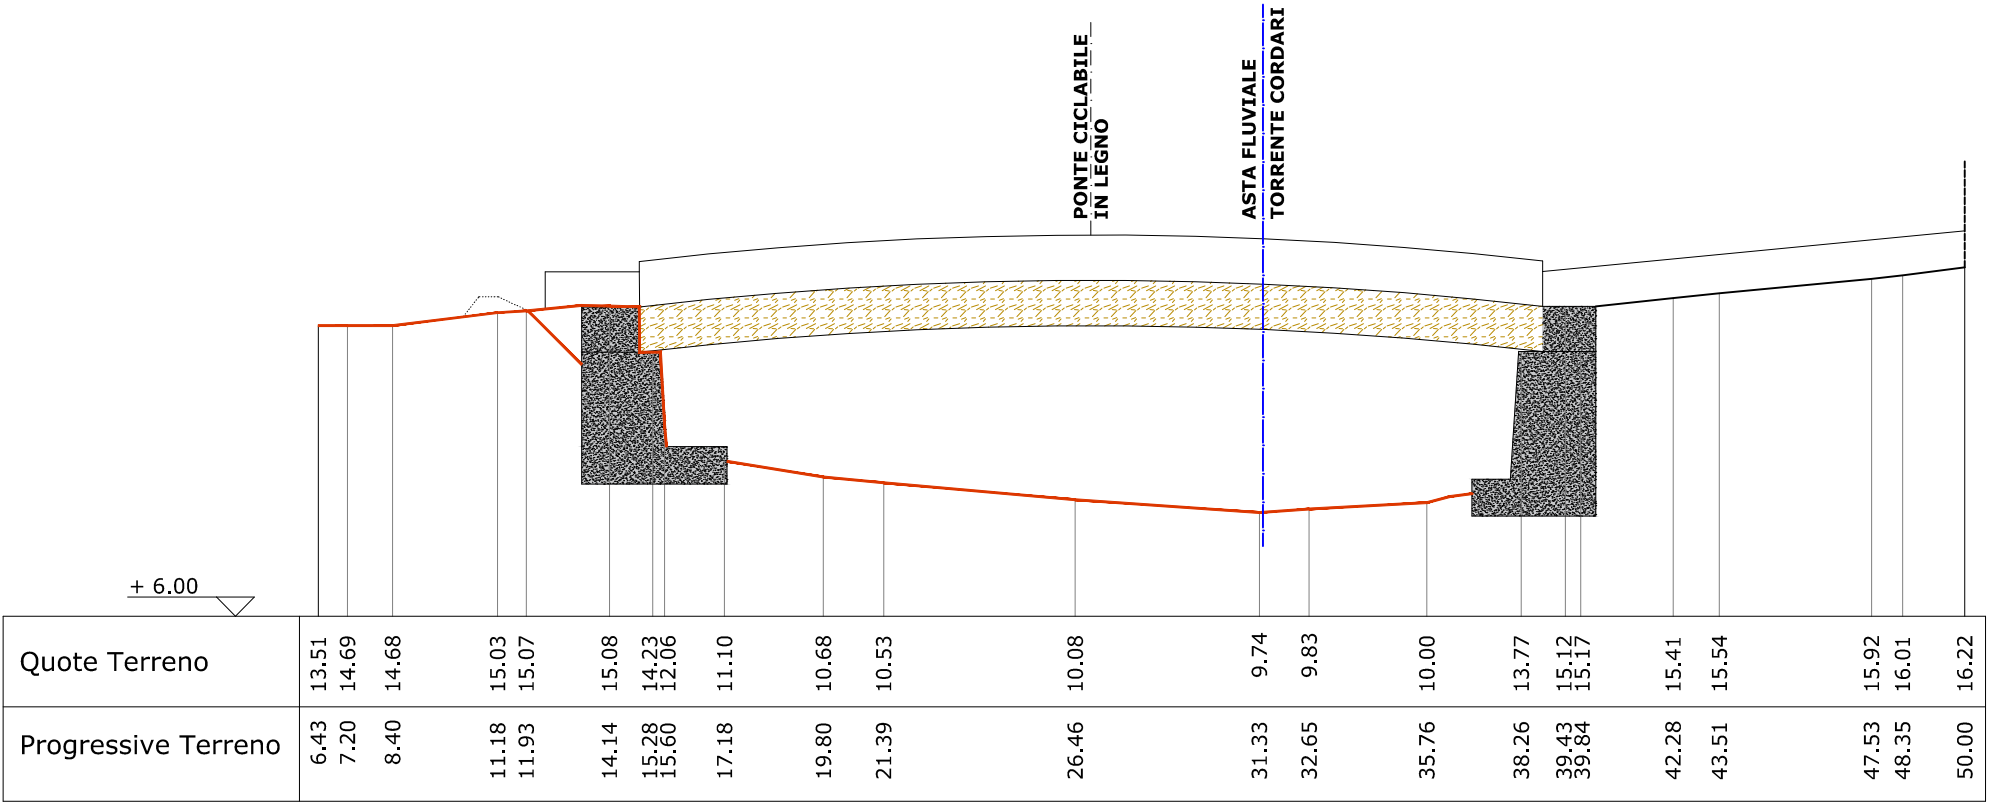 PONTE CICLABILE
IN LEGNO
ASTA FLUVIALE
TORRENTE CORDARI
+ 6.00
Quote Terreno 13.51 14.69 14.68 15.03 15.07 15.08 14.23 12.06 11.10 10.68 10.53 10.08 9.74 9.83 10.00 13.77 15.12 15.17 15.41 15.54 15.92 16.01 16.22
Progressive Terreno 6.43 7.20 8.40 11.18 11.93 14.14 15.28 15.60 17.18 19.80 21.39 26.46 31.33 32.65 35.76 38.26 39.43 39.84 42.28 43.51 47.53 48.35 50.00